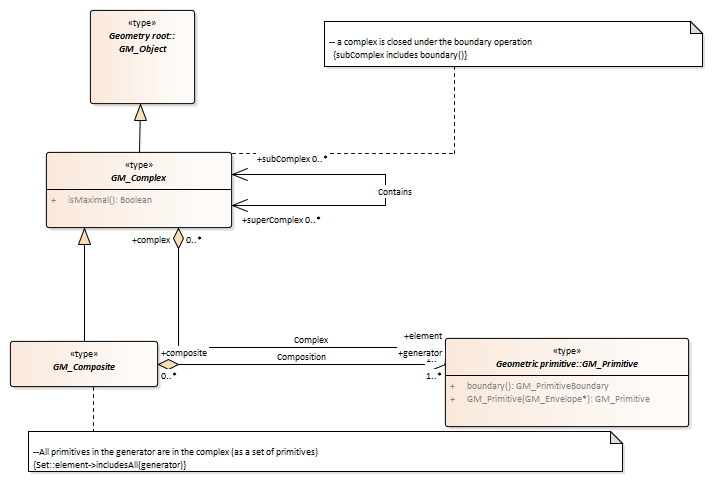 «type»
Geometry root::
GM_Object
-- a complex is closed under the boundary operation
{subComplex includes boundary()}
«type»
GM_Complex
+ isMaximal(): Boolean
+subComplex 0..*
Contains
+superComplex 0..*
+complex 0..*
«type»
GM_Composite
+composite
0..*
Complex
Composition
+element
+generator
1..*
«type»
Geometric primitive::GM_Primitive
+ boundary(): GM_PrimitiveBoundary
+ GM_Primitive(GM_Envelope*): GM_Primitive
--All primitives in the generator are in the complex (as a set of primitives)
{Set::element->includesAll(generator)}